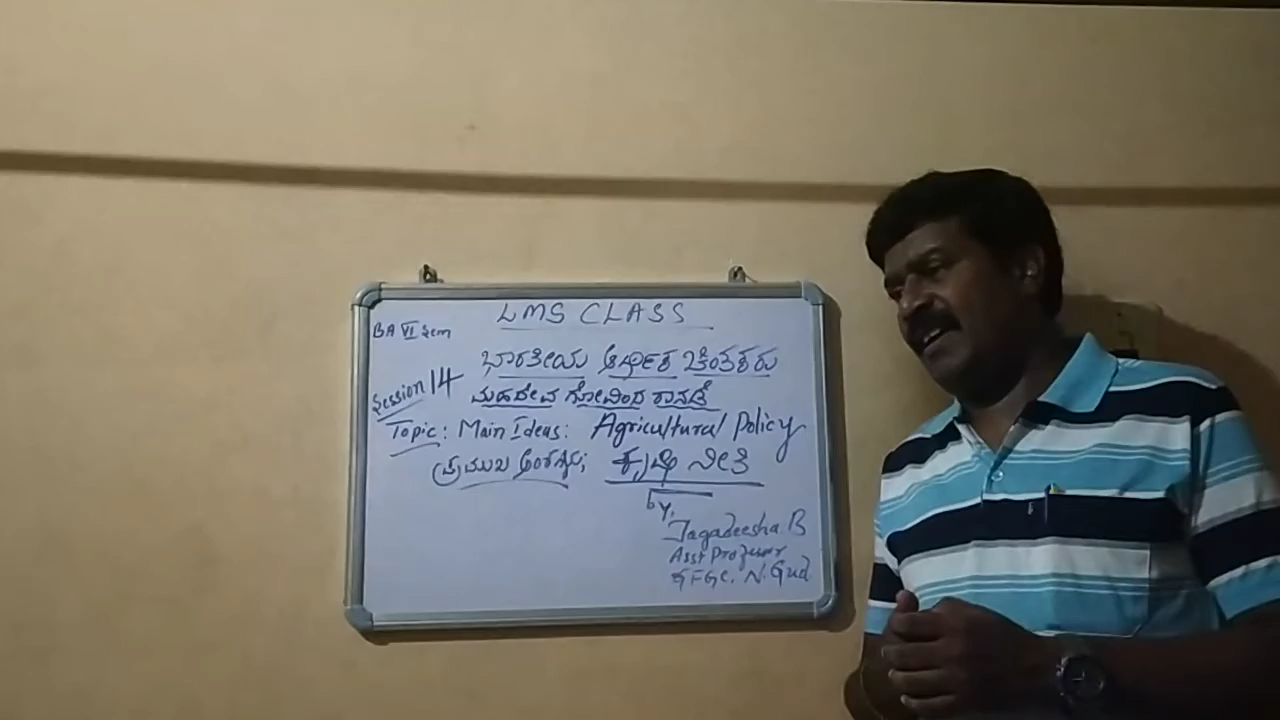 LMS CLASS
BA VI Sem
ಭಾರತೀಯ ಆರ್ಥಿಕ ಚಿಂತಕರು
Session 14
ಮಹದೇವ ಗೋವಿಂದ ರಾನಡೆ
Topic: Main Ideas: Agricultural Policy
ಪ್ರಮುಖ ಅಂಶಗಳು; ಕೃಷಿ ನೀತಿ
by,
Jagadeesha B
Asst Professor
GFGC. N.Gud